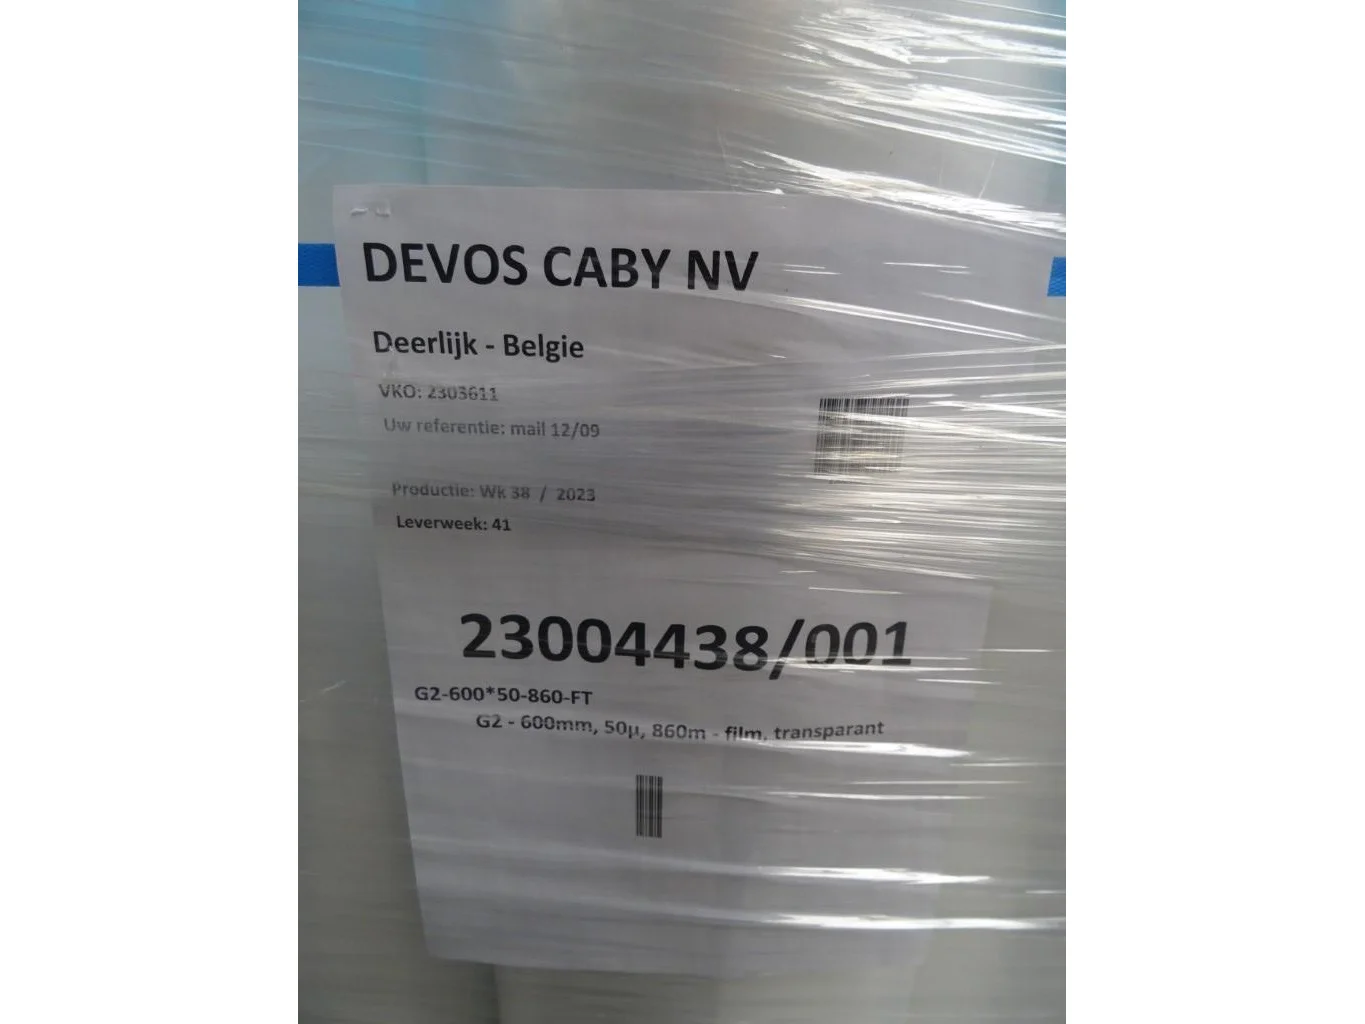 DEVOS CABY NV
Deerlijk - Belgie
VKO: 2303611
Uw referentie: mail 12/09
Productie: Wk 38 / 2023
Leverweek: 41
23004438/001
G2-600*50-860-FT
G2 - 600mm, 50µ, 860m - film, transparant